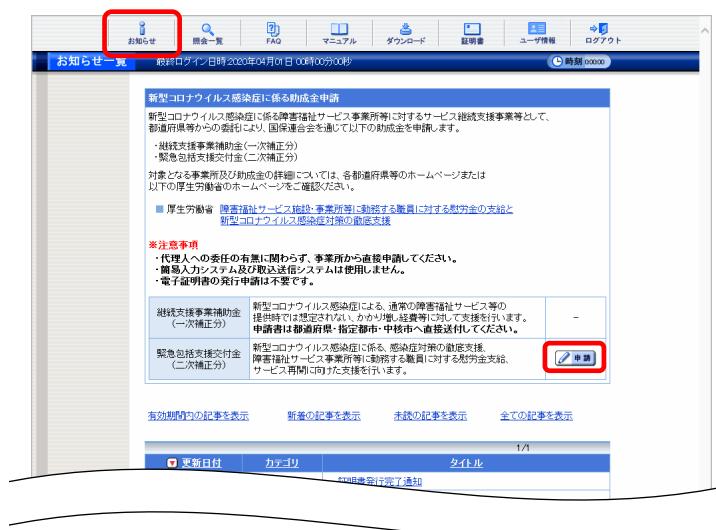 お知らせ 照会一覧 FAQ マニュアル ダウンロード 証明書 ユーザ情報 ログアウト
お知らせ一覧 最終ログイン日時:2020年04月01日 00時00分00秒 時刻 00:00:00
新型コロナウイルス感染症に係る助成金申請
新型コロナウイルス感染症に係る障害福祉サービス事業所等に対するサービス継続支援事業等として、
都道府県等からの委託により、国保連合会を通じて以下の助成金を申請します。
・継続支援事業補助金(一次補正分)
・緊急包括支援交付金(二次補正分)
対象となる事業所及び助成金の詳細については、各都道府県等のホームページまたは
以下の厚生労働省のホームページをご確認ください。
■ 厚生労働省 障害福祉サービス施設・事業所等に勤務する職員に対する慰労金の支給と
新型コロナウイルス感染症対策の徹底支援
※注意事項
・代理人への委任の有無に関わらず、事業所から直接申請してください。
・簡易入力システム及び取込送信システムは使用しません。
・電子証明書の発行申請は不要です。
継続支援事業補助金
(一次補正分)
新型コロナウイルス感染症による、通常の障害福祉サービス等の
提供時では想定されない、かかり増し経費等に対して支援を行います。
申請書は都道府県・指定都市・中核市へ直接送付してください。
－
緊急包括支援交付金
(二次補正分)
新型コロナウイルス感染症に係る、感染症対策の徹底支援、
障害福祉サービス事業所等に勤務する職員に対する慰労金支給、
サービス再開に向けた支援を行います。
申請
有効期間内の記事を表示 新着の記事を表示 未読の記事を表示 全ての記事を表示
1/1
更新日付 カテゴリ タイトル
証明書発行完了通知